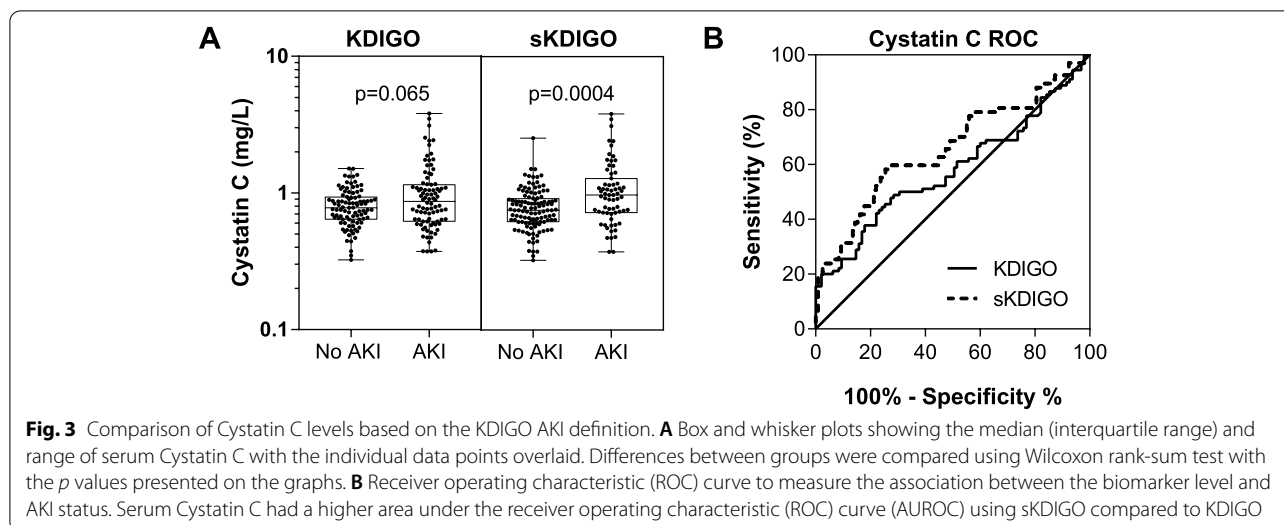 A
KDIGO
sKDIGO
Cystatin C (mg/L)
10
1
0.1
p=0.065
p=0.0004
No AKI AKI No AKI AKI
B
Cystatin C ROC
Sensitivity (%)
100
80
60
40
20
0
KDIGO
sKDIGO
0 20 40 60 80 100
100% - Specificity %
Fig. 3 Comparison of Cystatin C levels based on the KDIGO AKI definition. A Box and whisker plots showing the median (interquartile range) and
range of serum Cystatin C with the individual data points overlaid. Differences between groups were compared using Wilcoxon rank-sum test with
the p values presented on the graphs. B Receiver operating characteristic (ROC) curve to measure the association between the biomarker level and
AKI status. Serum Cystatin C had a higher area under the receiver operating characteristic (ROC) curve (AUROC) using sKDIGO compared to KDIGO